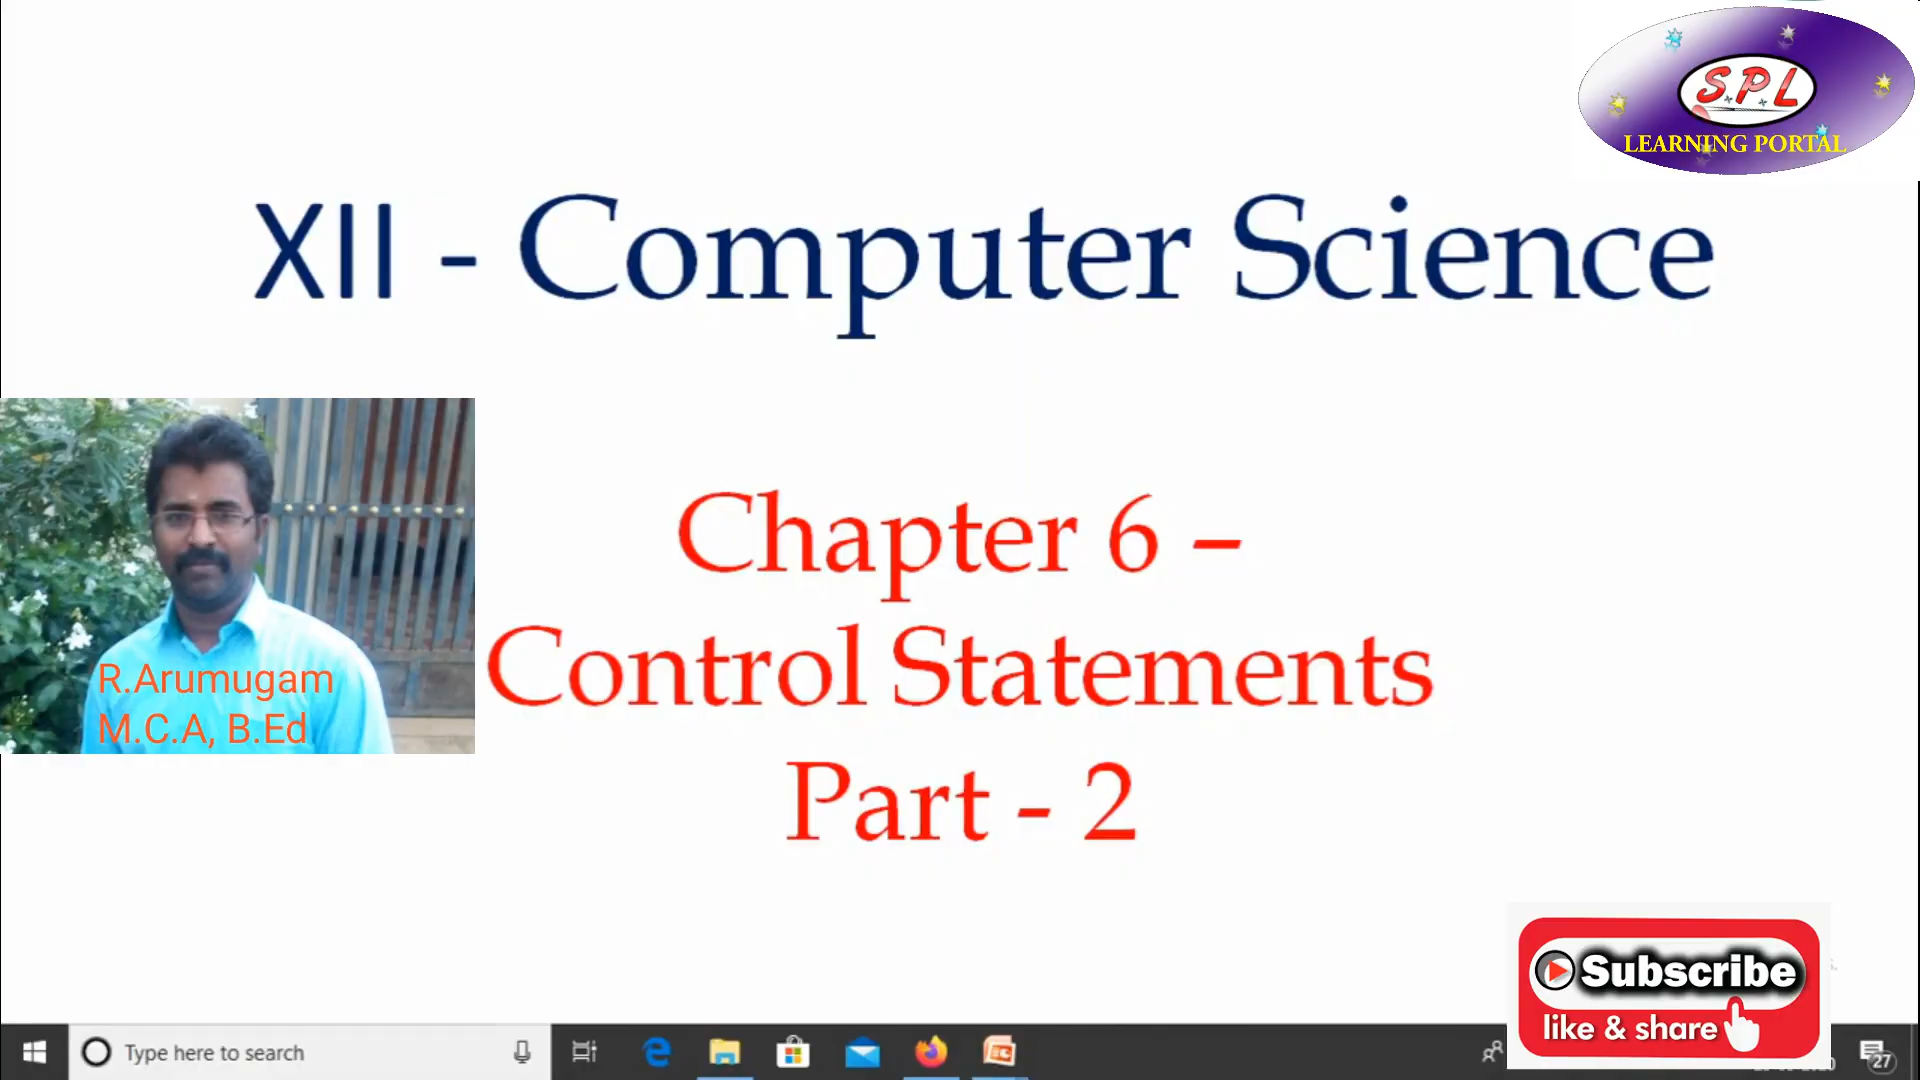 S.P.L
LEARNING PORTAL
XII - Computer Science
Chapter 6 –
Control Statements
Part - 2
R.Arumugam
M.C.A, B.Ed
Subscribe
like & share
Type here to search
27